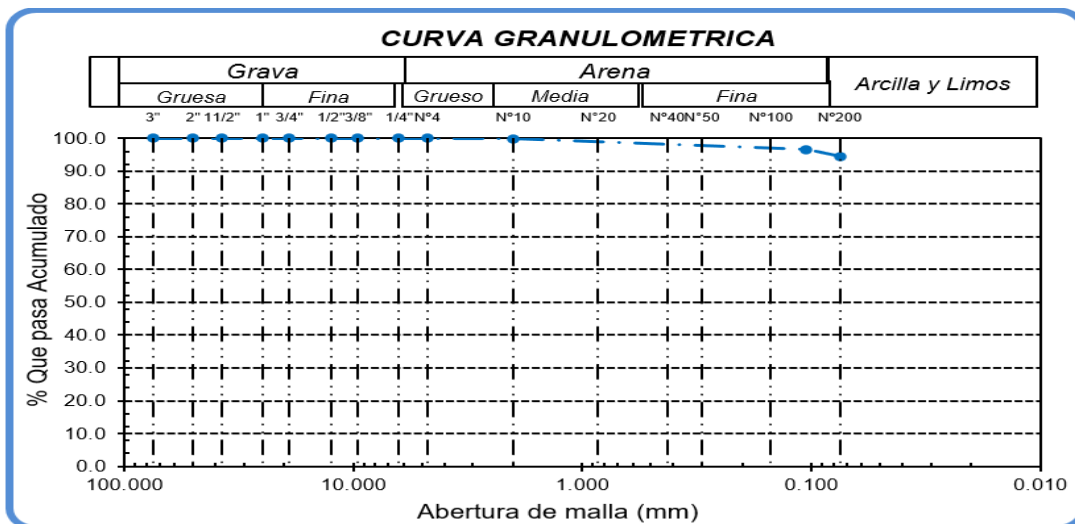 CURVA GRANULOMETRICA
Grava Arena Arcilla y Limos
Gruesa Fina Grueso Media Fina
3" 2" 11/2" 1" 3/4" 1/2" 3/8" 1/4" N°4 N°10 N°20 N°40 N°50 N°100 N°200
100.0
90.0
80.0
70.0
60.0
50.0
40.0
30.0
20.0
10.0
0.0
% Que pasa Acumulado
100.000 10.000 1.000 0.100 0.010
Abertura de malla (mm)